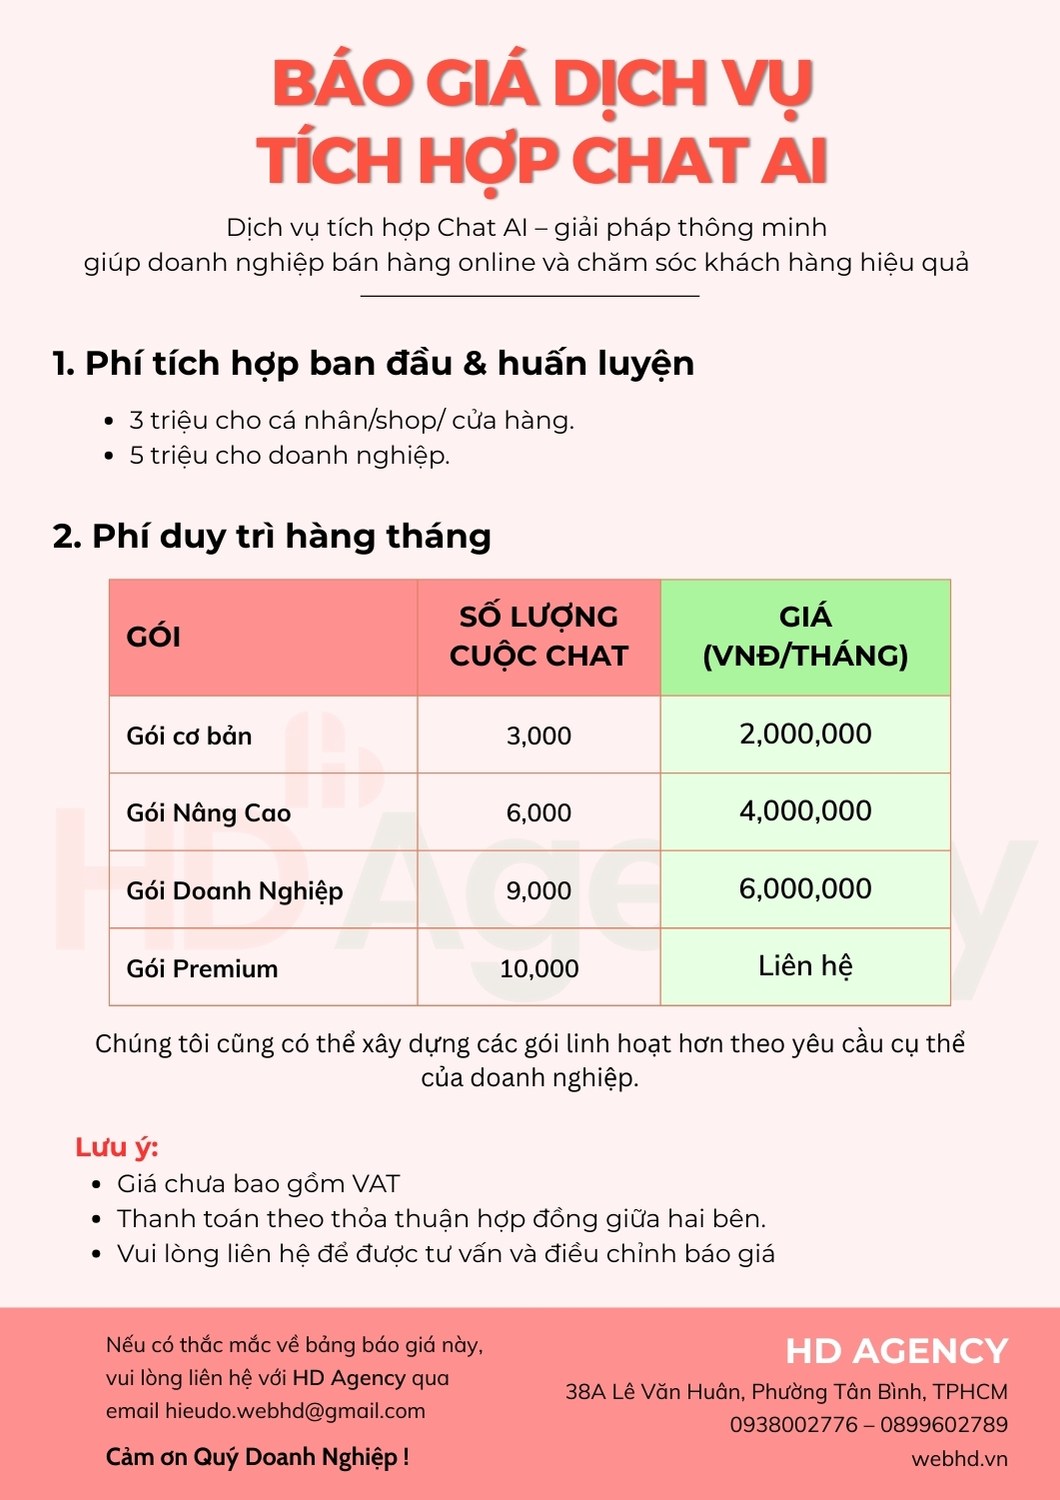 BÁO GIÁ DỊCH VỤ
TÍCH HỢP CHAT AI
Dịch vụ tích hợp Chat AI – giải pháp thông minh
giúp doanh nghiệp bán hàng online và chăm sóc khách hàng hiệu quả
1. Phí tích hợp ban đầu & huấn luyện
• 3 triệu cho cá nhân/shop/ cửa hàng.
• 5 triệu cho doanh nghiệp.
2. Phí duy trì hàng tháng
GÓI SỐ LƯỢNG CUỘC CHAT GIÁ (VNĐ/THÁNG)
Gói cơ bản 3,000 2,000,000
Gói Nâng Cao 6,000 4,000,000
Gói Doanh Nghiệp 9,000 6,000,000
Gói Premium 10,000 Liên hệ
HD Agency
Chúng tôi cũng có thể xây dựng các gói linh hoạt hơn theo yêu cầu cụ thể
của doanh nghiệp.
Lưu ý:
• Giá chưa bao gồm VAT
• Thanh toán theo thỏa thuận hợp đồng giữa hai bên.
• Vui lòng liên hệ để được tư vấn và điều chỉnh báo giá
Nếu có thắc mắc về bảng báo giá này,
vui lòng liên hệ với HD Agency qua
email hieudo.webhd@gmail.com
Cảm ơn Quý Doanh Nghiệp !
HD AGENCY
38A Lê Văn Huân, Phường Tân Bình, TPHCM
0938002776 – 0899602789
webhd.vn